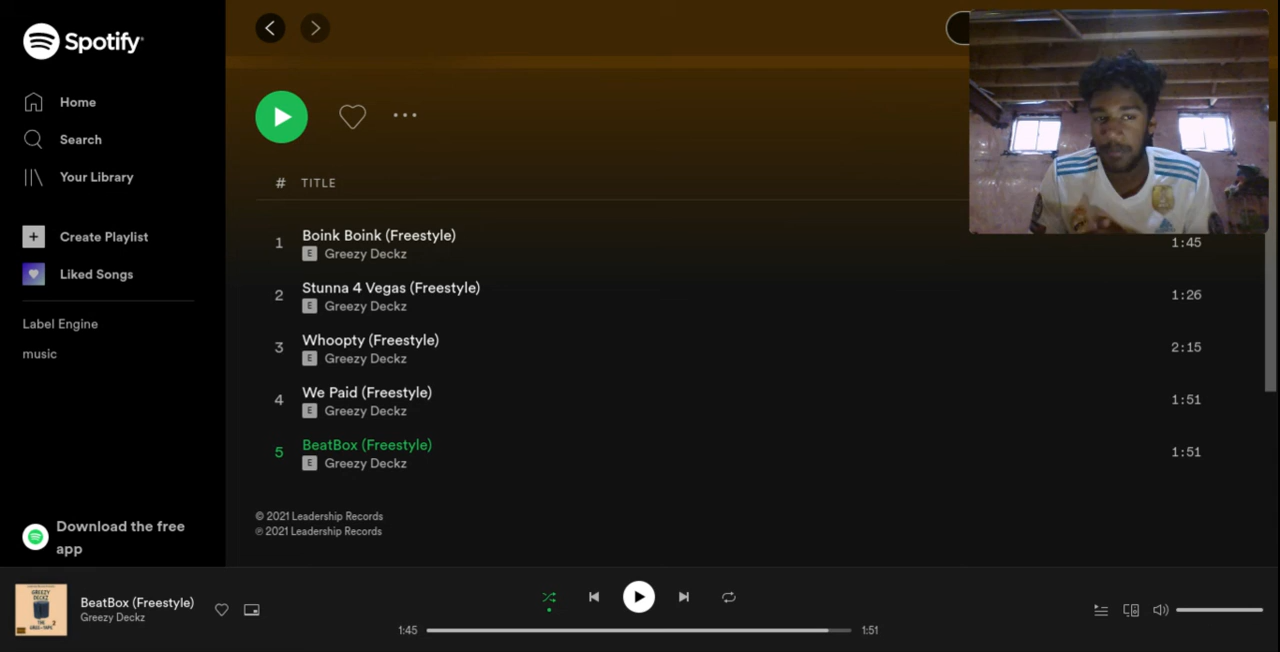 Spotify
Home
Search
Your Library
Create Playlist
Liked Songs
Label Engine
music
Download the free
app
# TITLE
1 Boink Boink (Freestyle) 1:45
E Greezy Deckz
2 Stunna 4 Vegas (Freestyle) 1:26
E Greezy Deckz
3 Whoopty (Freestyle) 2:15
E Greezy Deckz
4 We Paid (Freestyle) 1:51
E Greezy Deckz
5 BeatBox (Freestyle) 1:51
E Greezy Deckz
© 2021 Leadership Records
℗ 2021 Leadership Records
GREEZY
DECKZ
THE
BeatBox (Freestyle)
Greezy Deckz
1:45 1:51